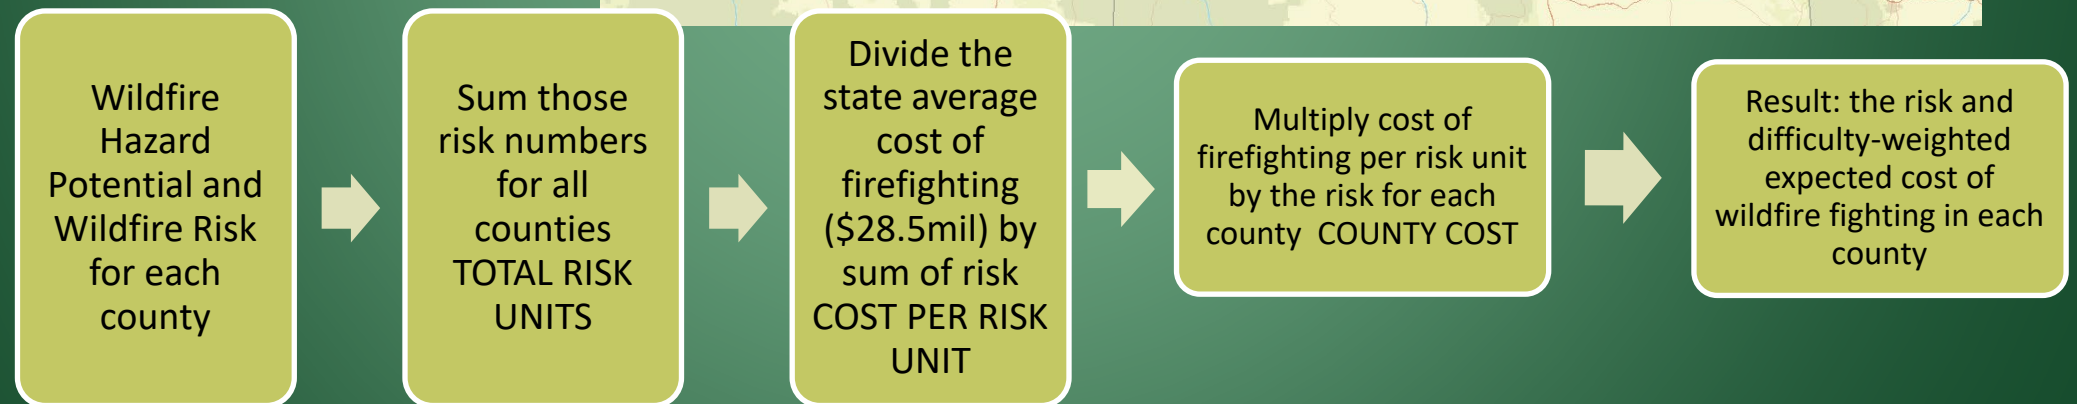 Wildfire
Hazard
Potential and
Wildfire Risk
for each
county
Sum those
risk numbers
for all
counties
TOTAL RISK
UNITS
Divide the
state average
cost of
firefighting
($28.5mil) by
sum of risk
COST PER RISK
UNIT
Multiply cost of
firefighting per risk unit
by the risk for each
county  COUNTY COST
Result: the risk and
difficulty-weighted
expected cost of
wildfire fighting in each
county